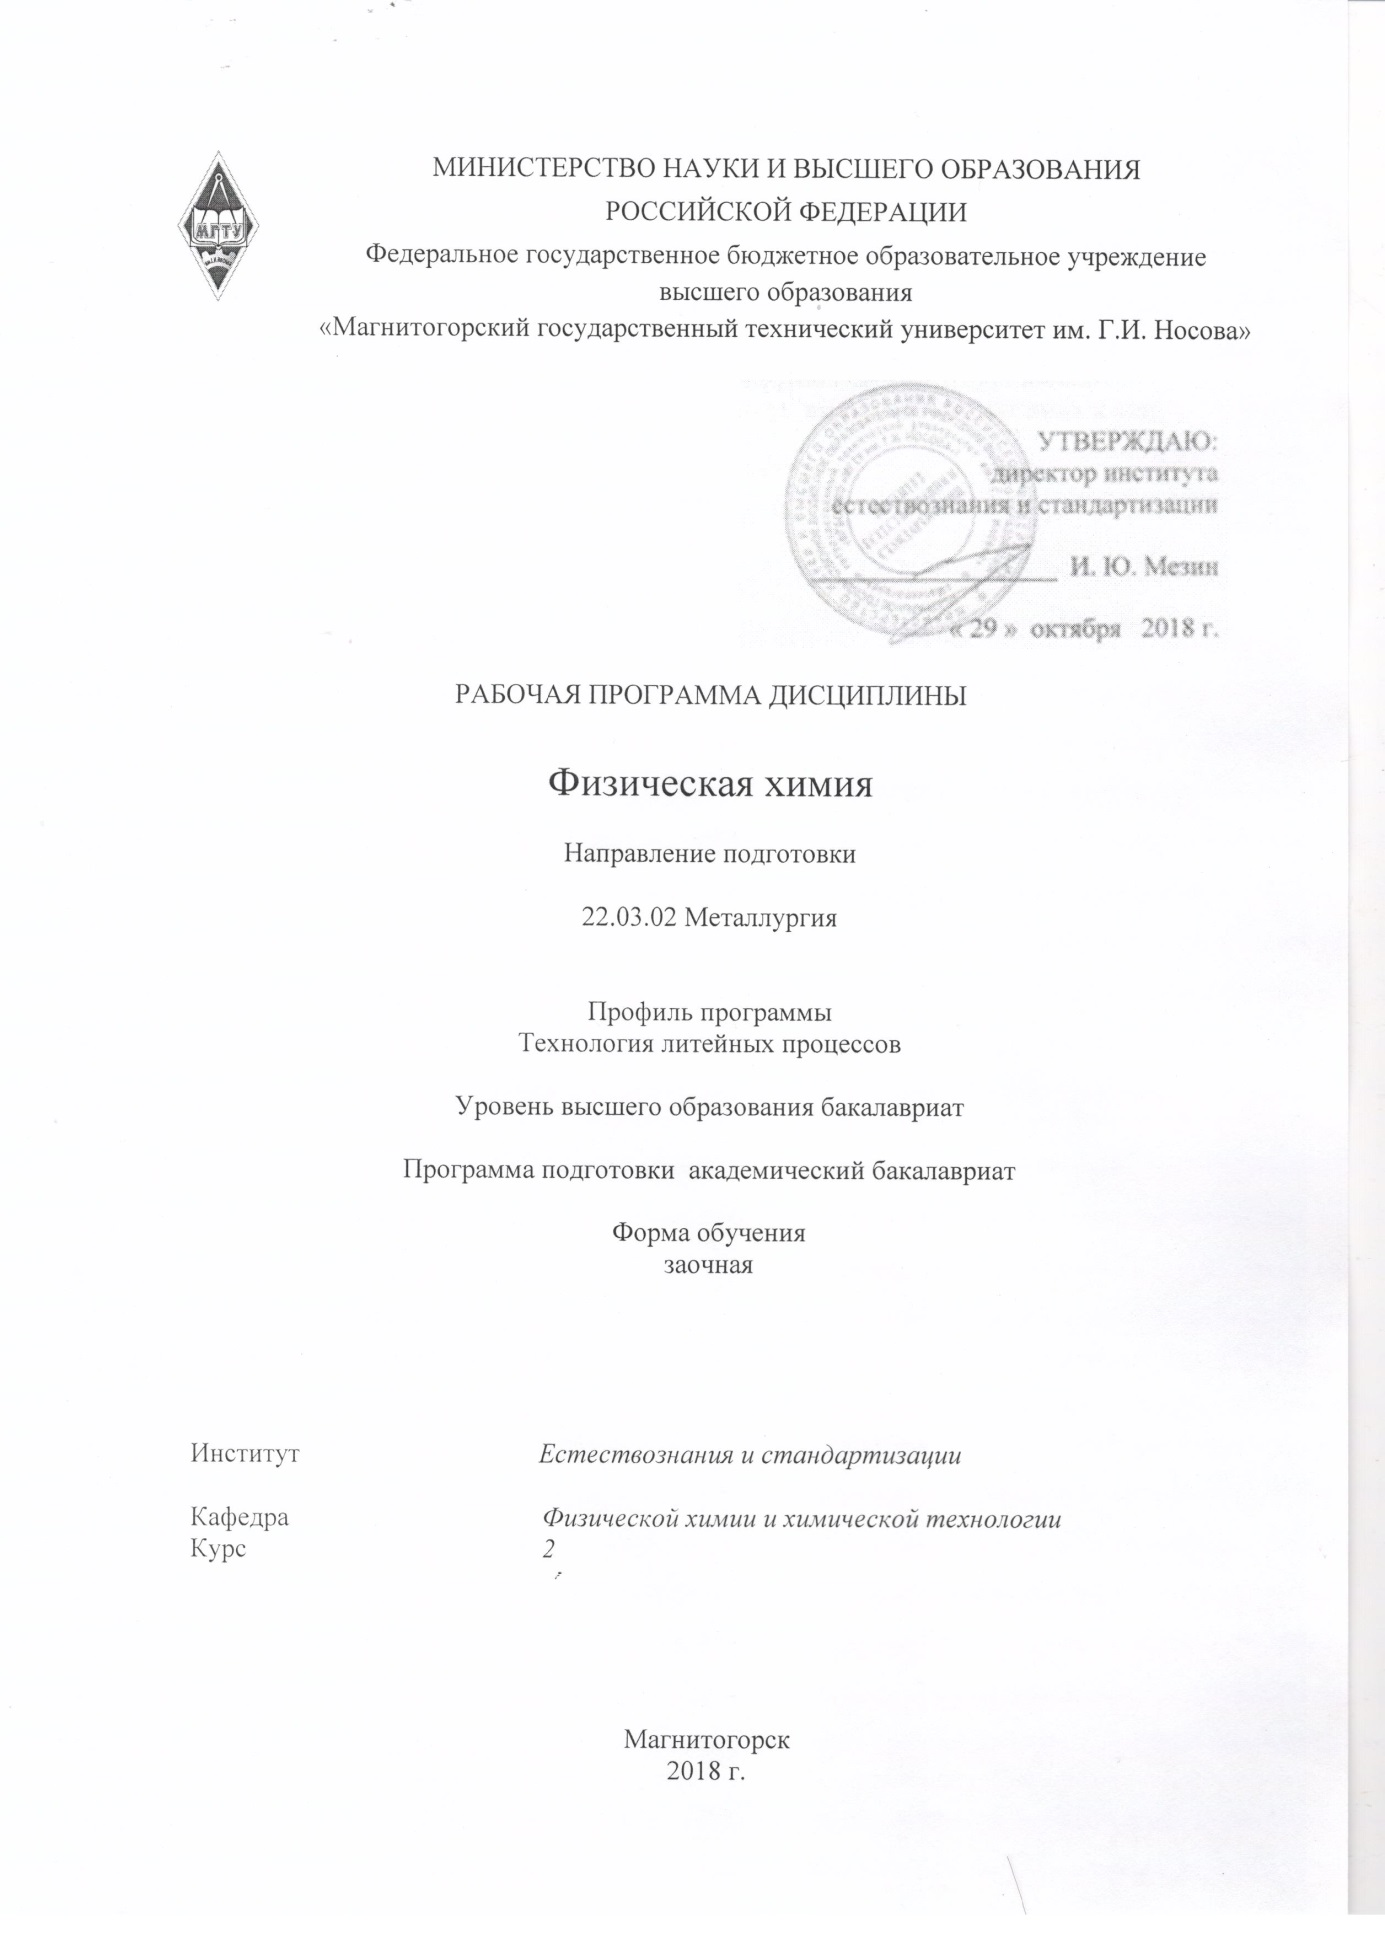 МИНИСТЕРСТВО НАУКИ И ВЫСШЕГО ОБРАЗОВАНИЯ
РОССИЙСКОЙ ФЕДЕРАЦИИ
Федеральное государственное бюджетное образовательное учреждение
высшего образования
«Магнитогорский государственный технический университет им. Г.И. Носова»
МГТУ
УТВЕРЖДАЮ:
директор института
естествознания и стандартизации
И. Ю. Мезин
« 29 » октября 2018 г.
РАБОЧАЯ ПРОГРАММА ДИСЦИПЛИНЫ
Физическая химия
Направление подготовки
22.03.02 Металлургия
Профиль программы
Технология литейных процессов
Уровень высшего образования бакалавриат
Программа подготовки академический бакалавриат
Форма обучения
заочная
Институт Естествознания и стандартизации
Кафедра Физической химии и химической технологии
Курс 2
Магнитогорск
2018 г.